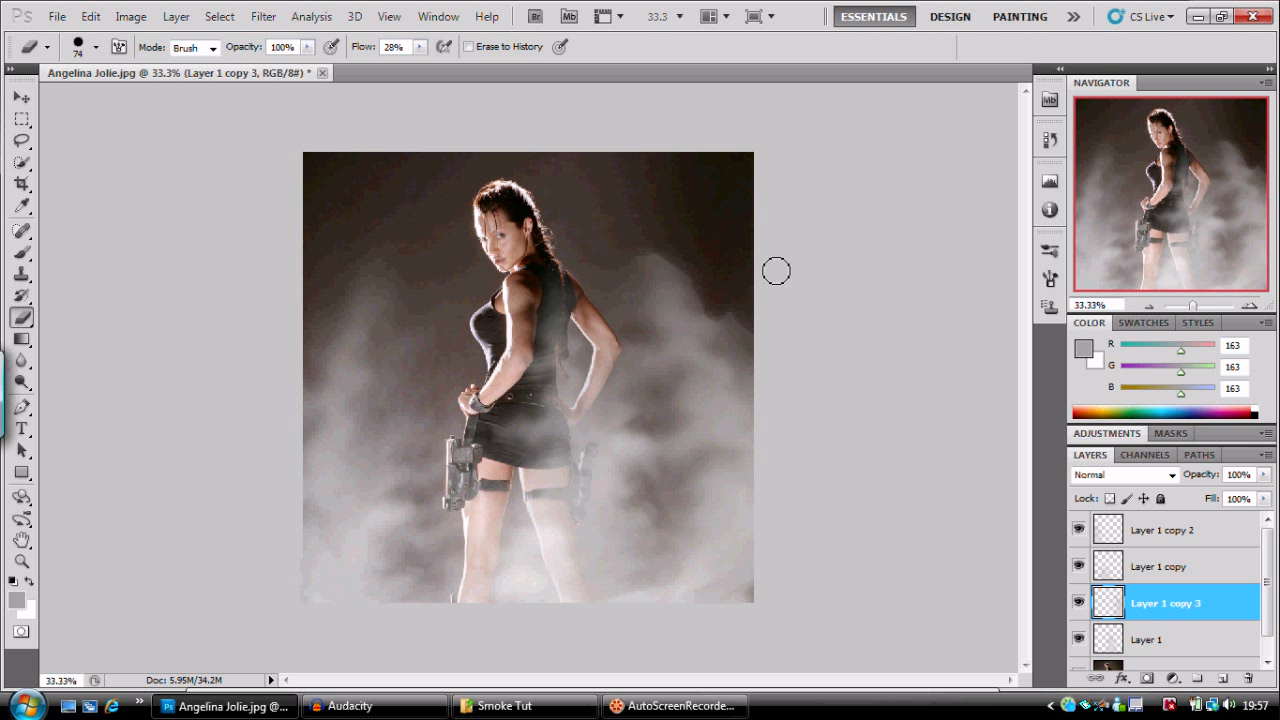 Ps File Edit Image Layer Select Filter Analysis 3D View Window Help Br Mb 33.3 ESSENTIALS DESIGN PAINTING CS Live
74 Mode: Brush Opacity: 100% Flow: 28% Erase to History
Angelina Jolie.jpg @ 33.3% (Layer 1 copy 3, RGB/8#) *
NAVIGATOR
Mb
33.33%
COLOR SWATCHES STYLES
R 163
G 163
B 163
ADJUSTMENTS MASKS
LAYERS CHANNELS PATHS
Normal Opacity: 100%
Lock: Fill: 100%
Layer 1 copy 2
Layer 1 copy
Layer 1 copy 3
Layer 1
fx
33.33% Doc: 5.95M/34.2M
Angelina Jolie.jpg @... Audacity Smoke Tut AutoScreenRecorde... 19:57